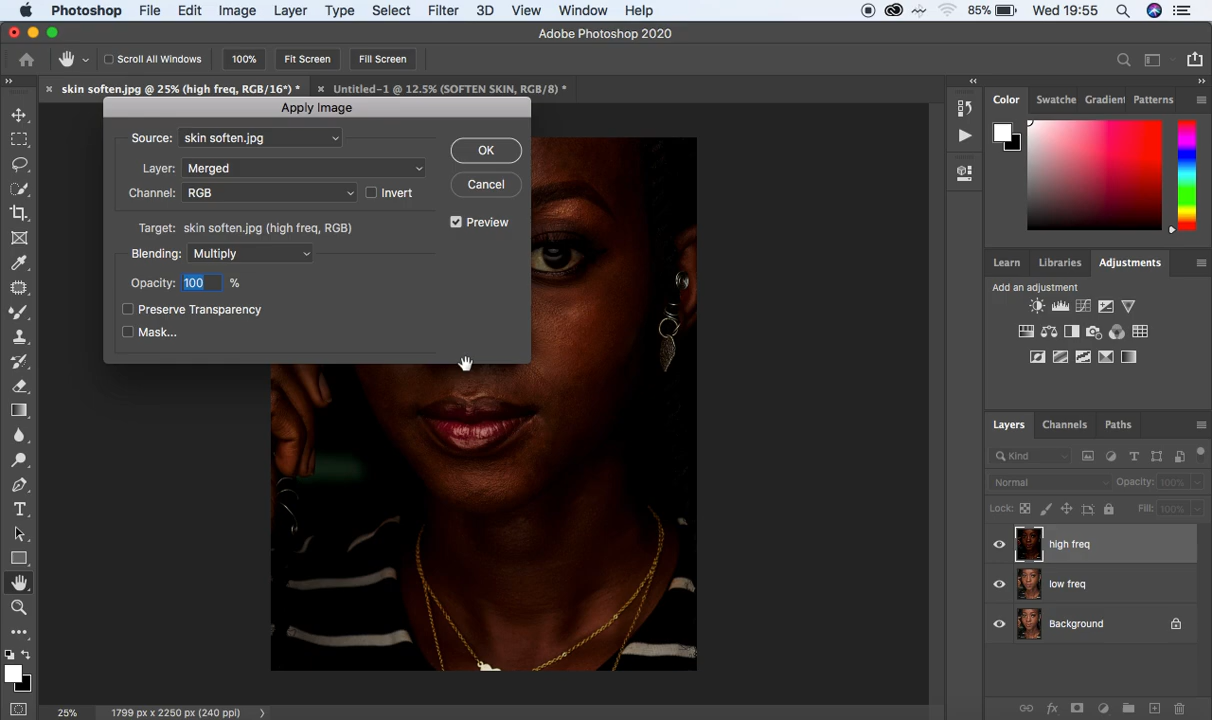 Photoshop File Edit Image Layer Type Select Filter 3D View Window Help 85% Wed 19:55
Adobe Photoshop 2020
Scroll All Windows 100% Fit Screen Fill Screen
skin soften.jpg @ 25% (high freq, RGB/16*) * Untitled-1 @ 12.5% (SOFTEN SKIN, RGB/8) *
Apply Image
Source: skin soften.jpg
Layer: Merged
Channel: RGB Invert
Target: skin soften.jpg (high freq, RGB)
Blending: Multiply
Opacity: 100 %
Preserve Transparency
Mask...
OK
Cancel
Preview
Color Swatche Gradient Patterns
Learn Libraries Adjustments
Add an adjustment
Layers Channels Paths
Kind
Normal Opacity: 100%
Lock: Fill: 100%
high freq
low freq
Background
25% 1799 px x 2250 px (240 ppi)